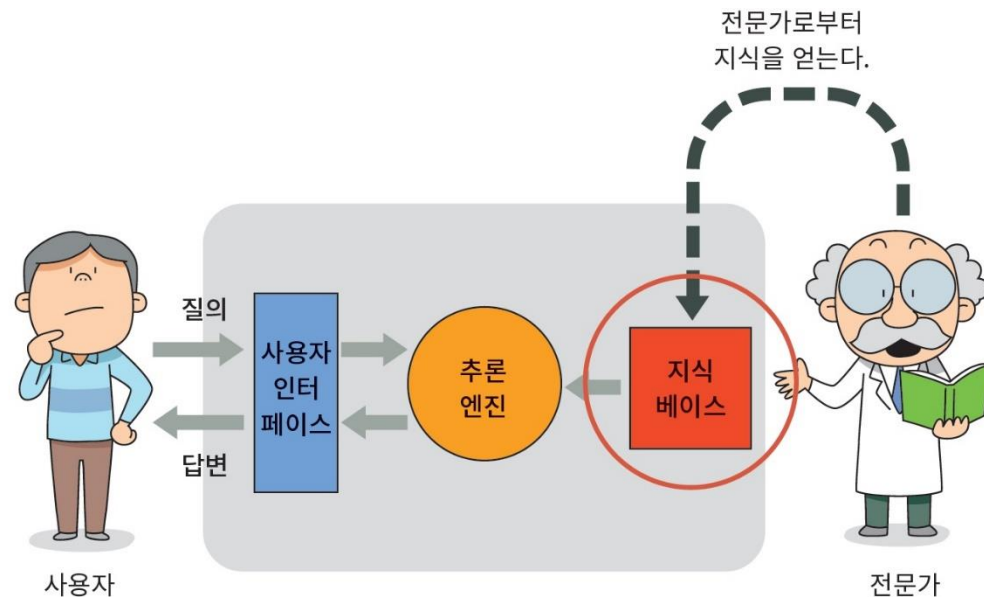 전문가로부터
지식을 얻는다.
질의
사용자
인터
페이스
추론
엔진
지식
베이스
답변
사용자
전문가